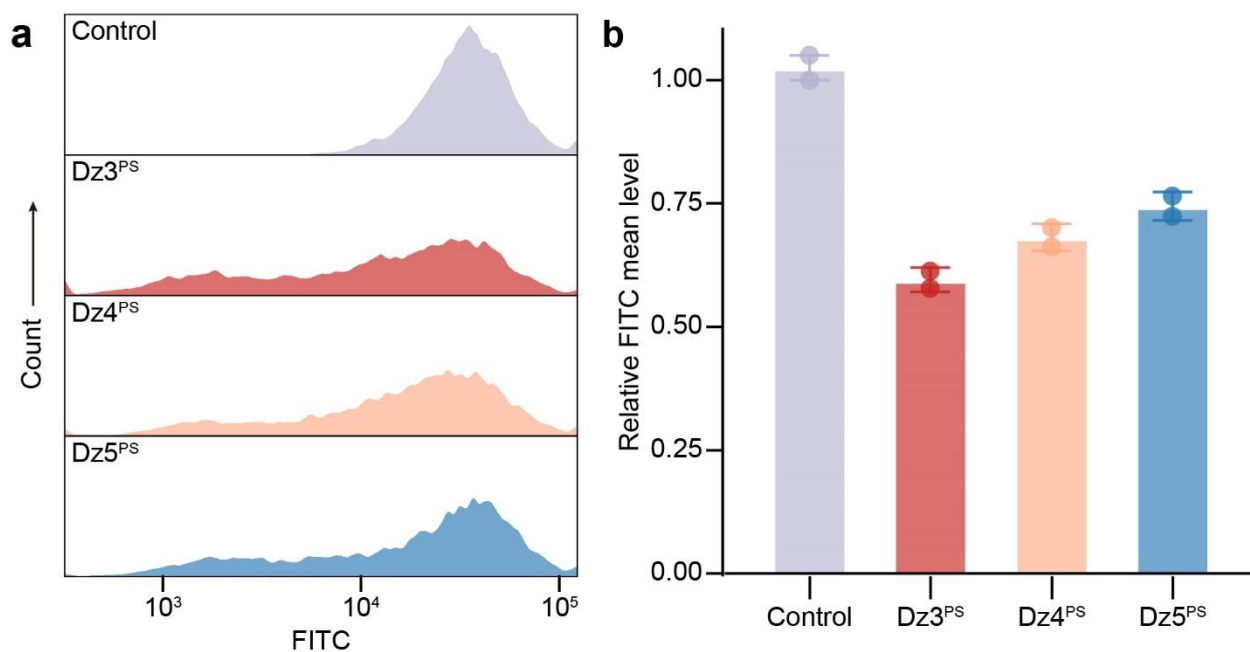 a
Control
Dz3ᴾˢ
Dz4ᴾˢ
Dz5ᴾˢ
Count
10³ 10⁴ 10⁵
FITC
b
Relative FITC mean level
1.00
0.75
0.50
0.25
0.00
Control Dz3ᴾˢ Dz4ᴾˢ Dz5ᴾˢ